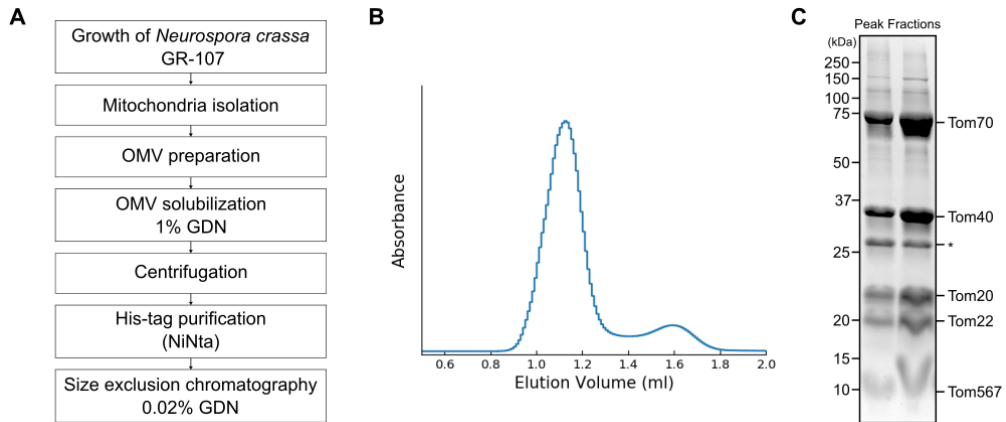 A
Growth of Neurospora crassa
GR-107
Mitochondria isolation
OMV preparation
OMV solubilization
1% GDN
Centrifugation
His-tag purification
(NiNta)
Size exclusion chromatography
0.02% GDN
B
Absorbance
0.6 0.8 1.0 1.2 1.4 1.6 1.8 2.0
Elution Volume (ml)
C
Peak Fractions
(kDa)
250
150
100
75
50
37
25
20
15
10
Tom70
Tom40
*
Tom20
Tom22
Tom567